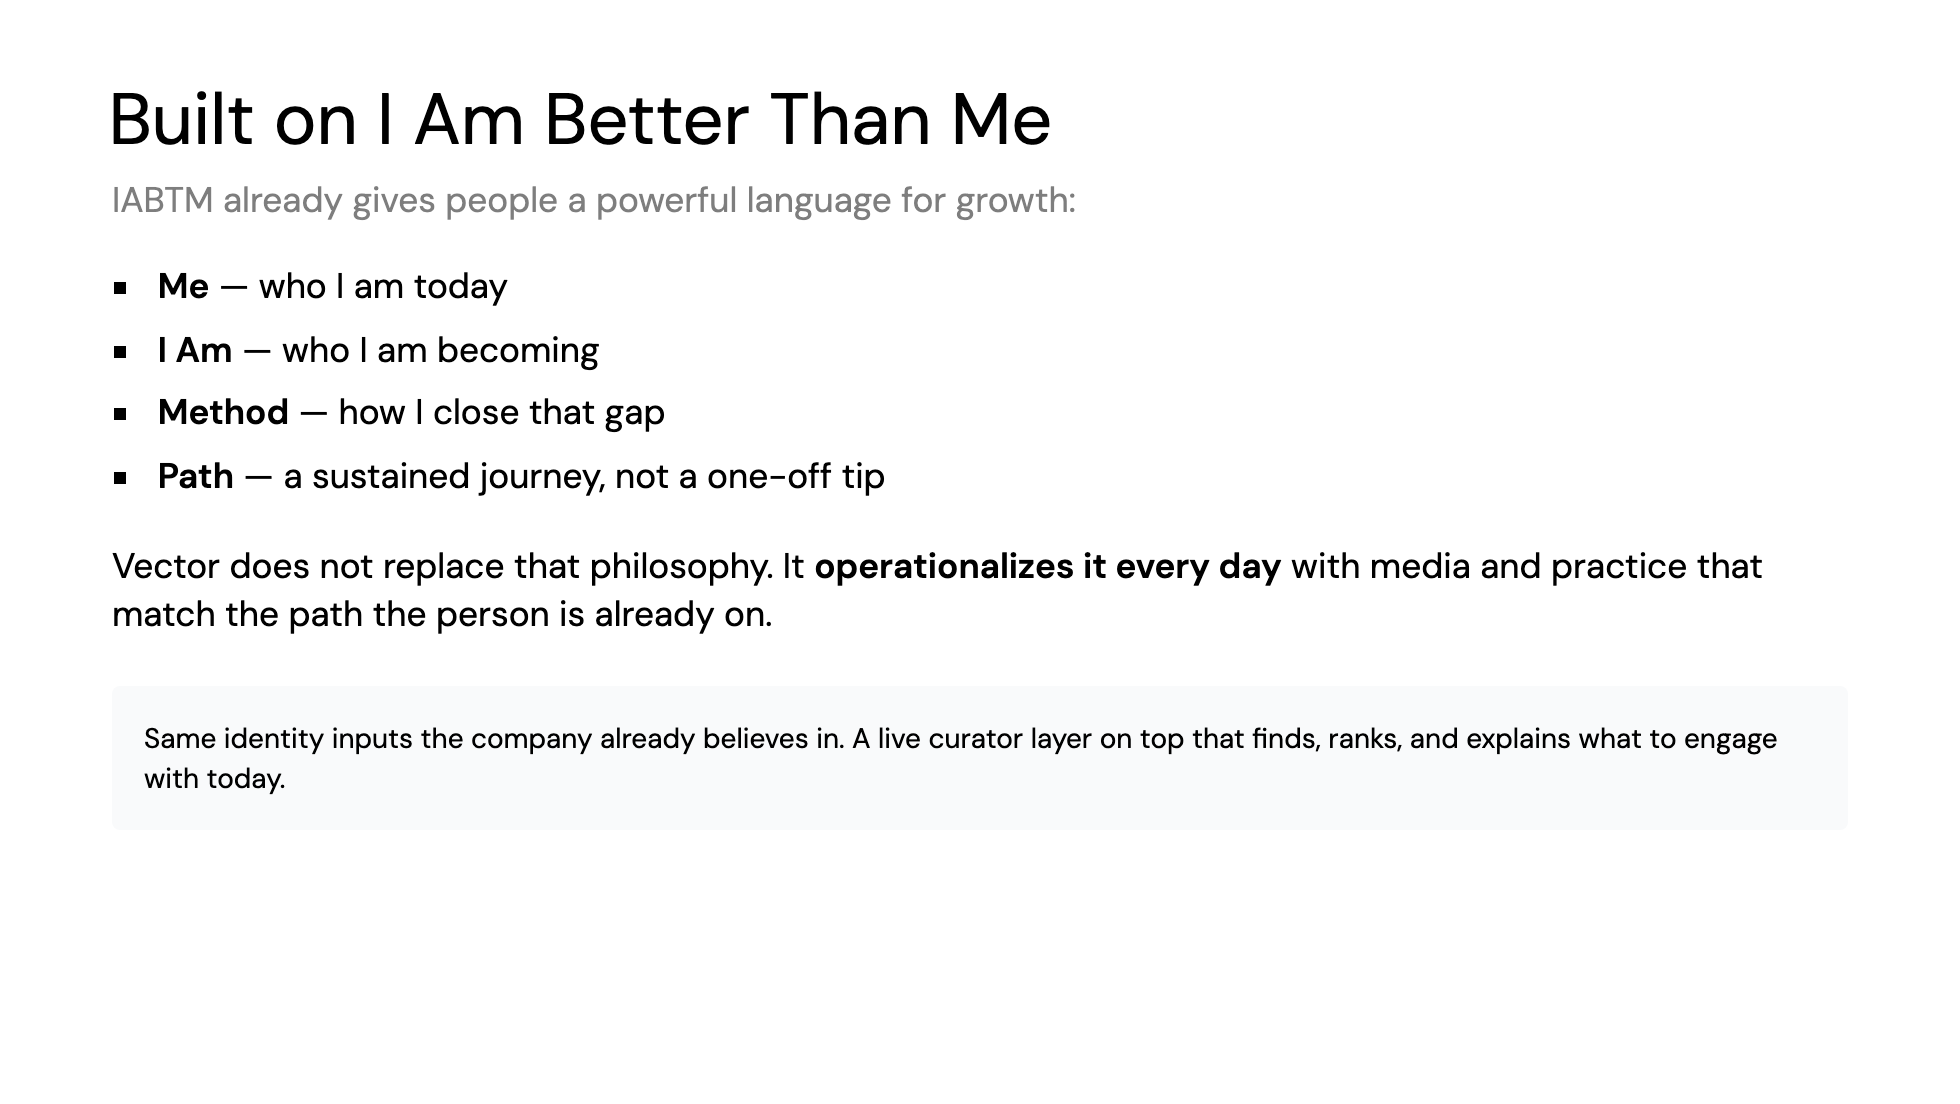 Built on I Am Better Than Me
IABTM already gives people a powerful language for growth:
▪ Me — who I am today
▪ I Am — who I am becoming
▪ Method — how I close that gap
▪ Path — a sustained journey, not a one-off tip
Vector does not replace that philosophy. It operationalizes it every day with media and practice that
match the path the person is already on.
Same identity inputs the company already believes in. A live curator layer on top that finds, ranks, and explains what to engage
with today.